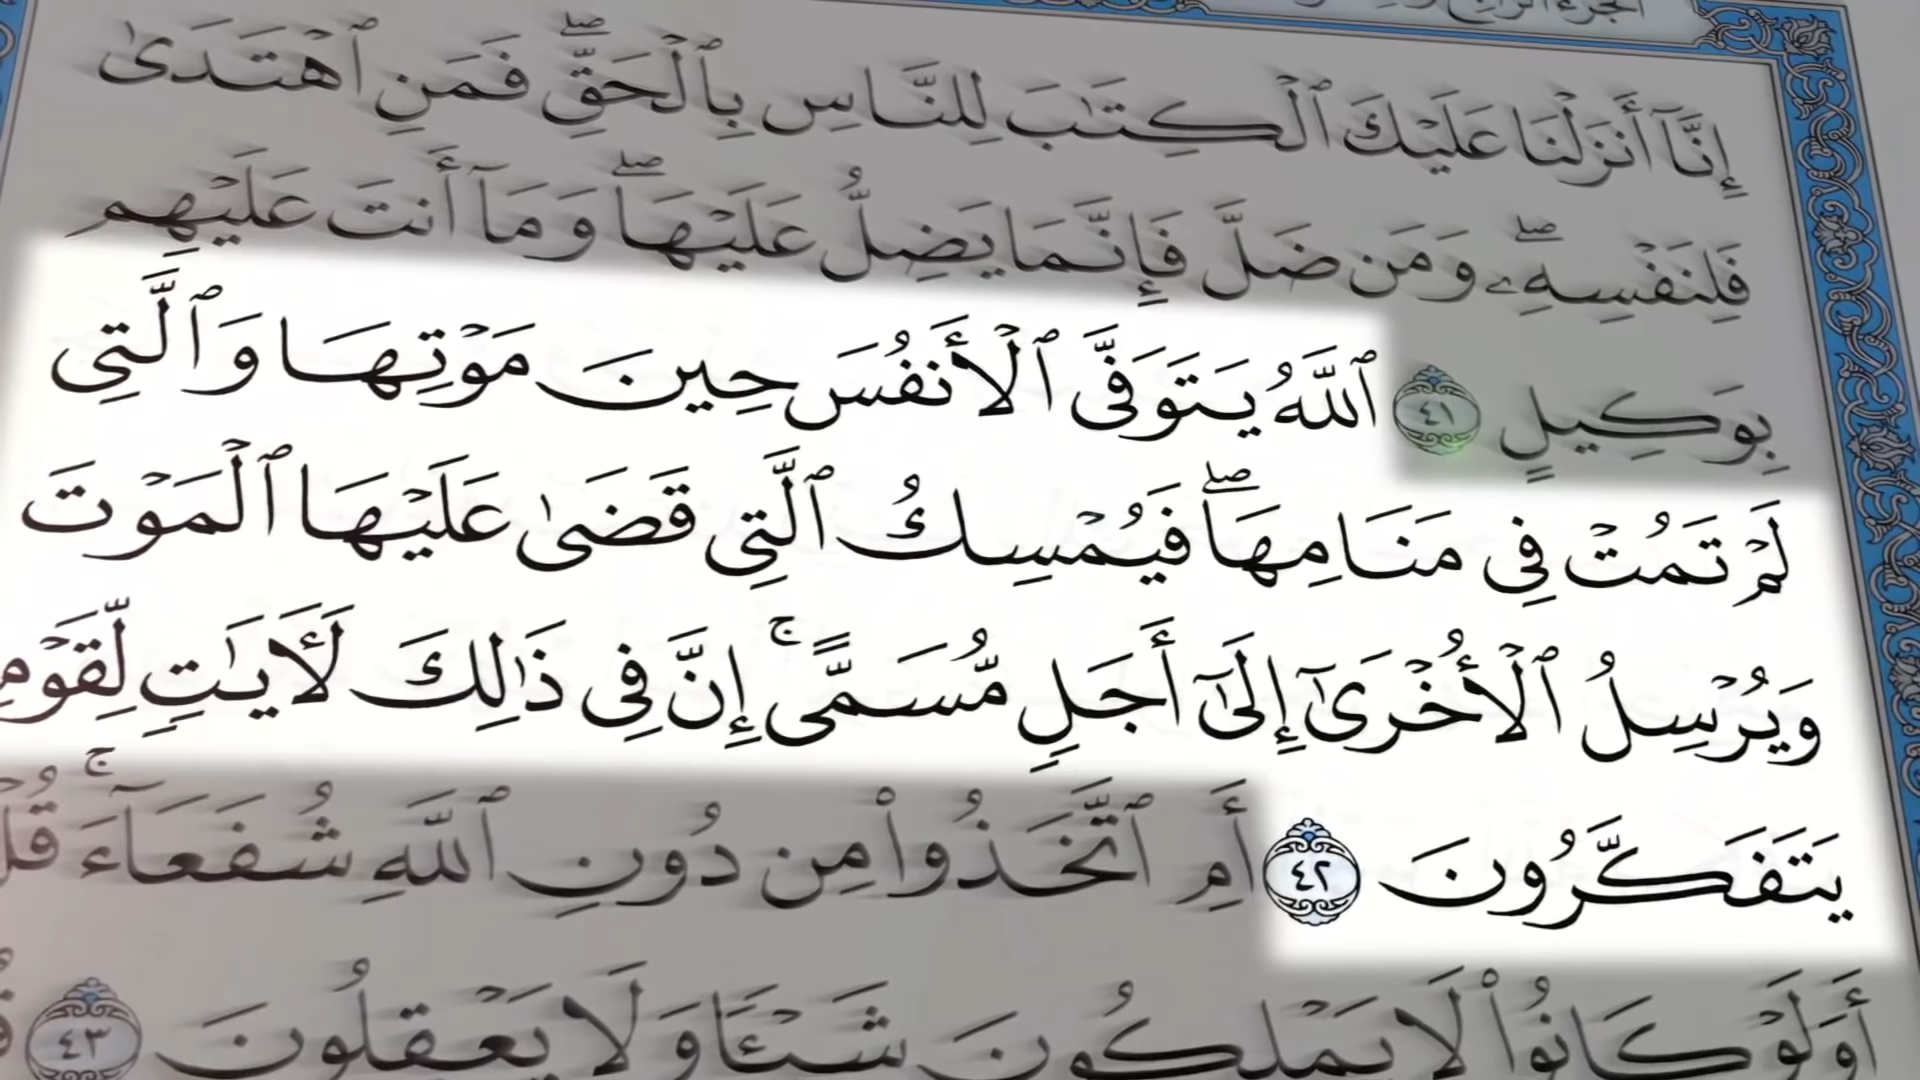 إِنَّآ أَنزَلۡنَا عَلَيۡكَ ٱلۡكِتَٰبَ لِلنَّاسِ بِٱلۡحَقِّۖ فَمَنِ ٱهۡتَدَىٰ
فَلِنَفۡسِهِۦۖ وَمَن ضَلَّ فَإِنَّمَا يَضِلُّ عَلَيۡهَاۖ وَمَآ أَنتَ عَلَيۡهِم
بِوَكِيلٍ ٤١ ٱللَّهُ يَتَوَفَّى ٱلۡأَنفُسَ حِينَ مَوۡتِهَا وَٱلَّتِي
لَمۡ تَمُتۡ فِي مَنَامِهَاۖ فَيُمۡسِكُ ٱلَّتِي قَضَىٰ عَلَيۡهَا ٱلۡمَوۡتَ
وَيُرۡسِلُ ٱلۡأُخۡرَىٰٓ إِلَىٰٓ أَجَلٖ مُّسَمًّىۚ إِنَّ فِي ذَٰلِكَ لَأٓيَٰتٖ لِّقَوۡمٖ
يَتَفَكَّرُونَ ٤٢ أَمِ ٱتَّخَذُواْ مِن دُونِ ٱللَّهِ شُفَعَآءَۚ قُلۡ
أَوَلَوۡ كَانُواْ لَا يَمۡلِكُونَ شَيۡـٔٗا وَلَا يَعۡقِلُونَ ٤٣